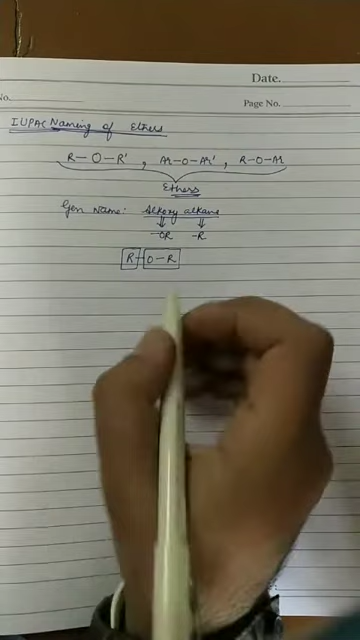 Date.
No.
Page No.
IUPAC Naming of Ethers
R-O-R', Ar-O-Ar', R-O-Ar
Ethers
Gen Name: Alkoxy alkane
-OR -R
R-O-R